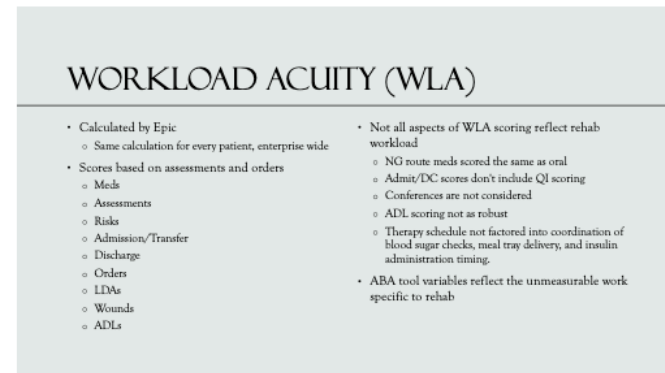 WORKLOAD ACUITY (WLA)
• Calculated by Epic
o Same calculation for every patient, enterprise wide
• Scores based on assessments and orders
o Meds
o Assessments
o Risks
o Admission/Transfer
o Discharge
o Orders
o LDAs
o Wounds
o ADLs
• Not all aspects of WLA scoring reflect rehab
workload
o NG route meds scored the same as oral
o Admit/DC scores don't include QI scoring
o Conferences are not considered
o ADL scoring not as robust
o Therapy schedule not factored into coordination of
blood sugar checks, meal tray delivery, and insulin
administration timing.
• ABA tool variables reflect the unmeasurable work
specific to rehab